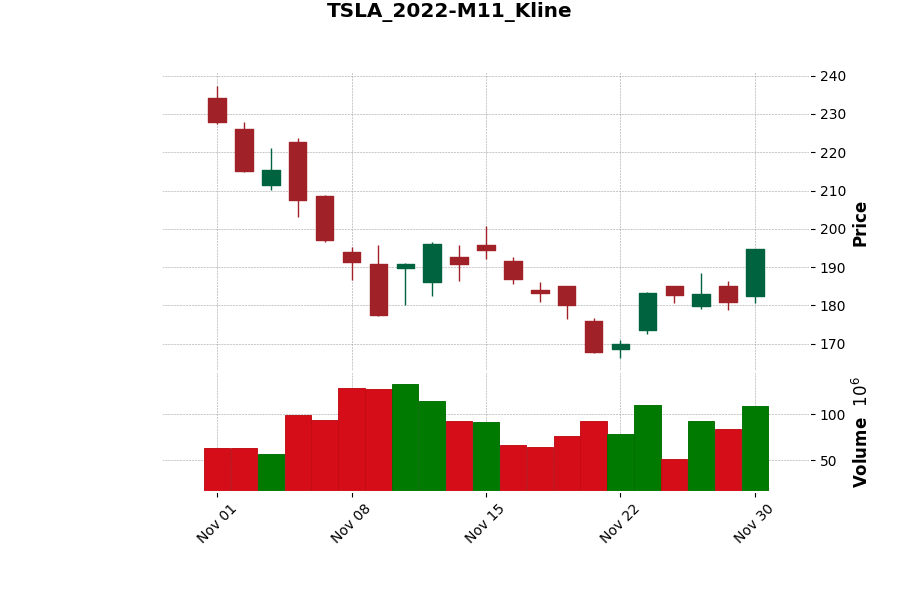 TSLA_2022-M11_Kline
240
230
220
210
200
190
180
170
Price
100
50
Volume 10^6
Nov 01
Nov 08
Nov 15
Nov 22
Nov 30